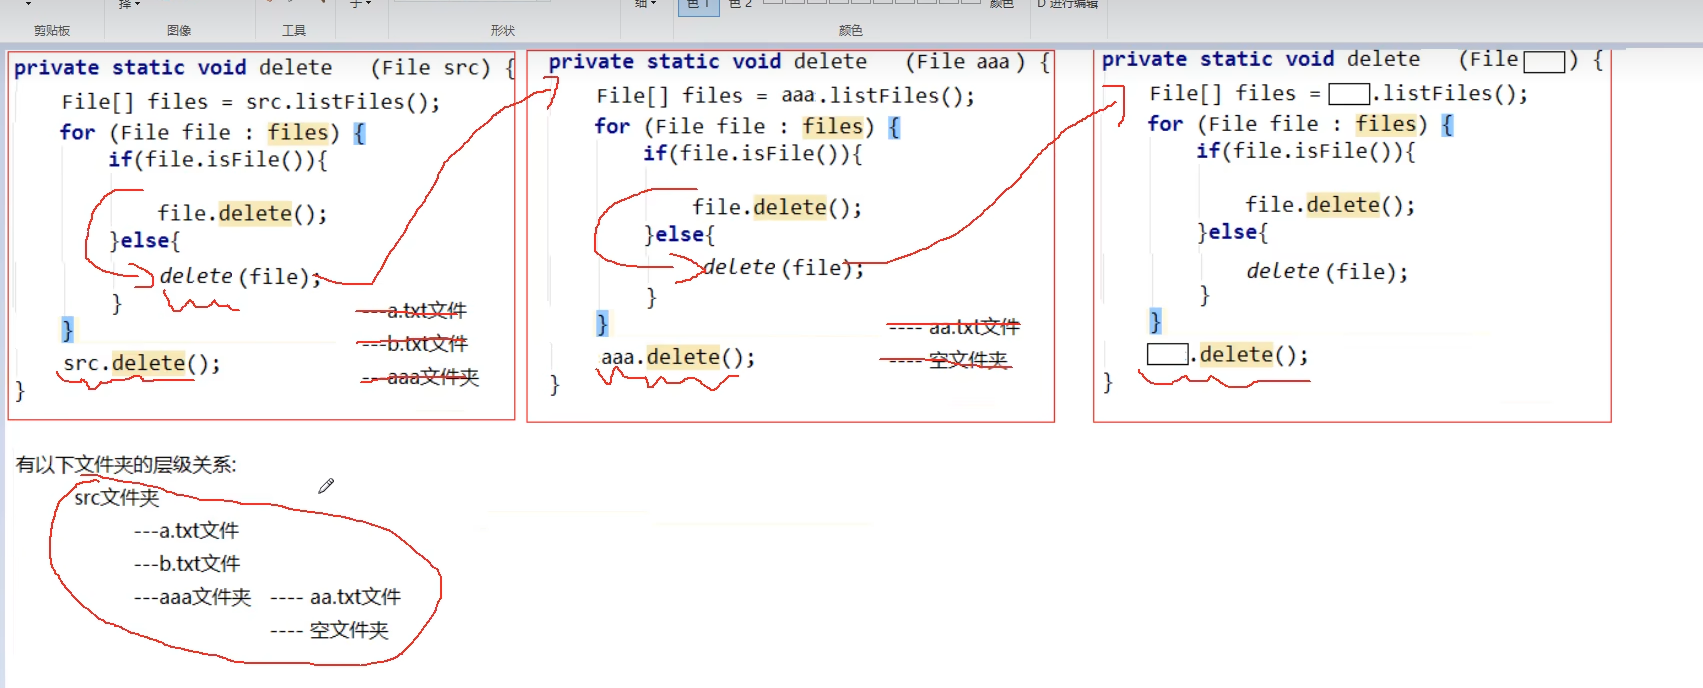 剪贴板 图像 工具 形状 颜色
色 1 色 2 颜色
private static void delete (File src) {
File[] files = src.listFiles();
for (File file : files) {
if(file.isFile()){
file.delete();
}else{
delete(file);
}
}
src.delete();
}
---a.txt文件
---b.txt文件
---aaa文件夹
private static void delete (File aaa) {
File[] files = aaa.listFiles();
for (File file : files) {
if(file.isFile()){
file.delete();
}else{
delete(file);
}
}
aaa.delete();
}
---- aa.txt文件
---- 空文件夹
private static void delete (File ) {
File[] files = .listFiles();
for (File file : files) {
if(file.isFile()){
file.delete();
}else{
delete(file);
}
}
.delete();
}
有以下文件夹的层级关系:
src文件夹
---a.txt文件
---b.txt文件
---aaa文件夹 ---- aa.txt文件
---- 空文件夹